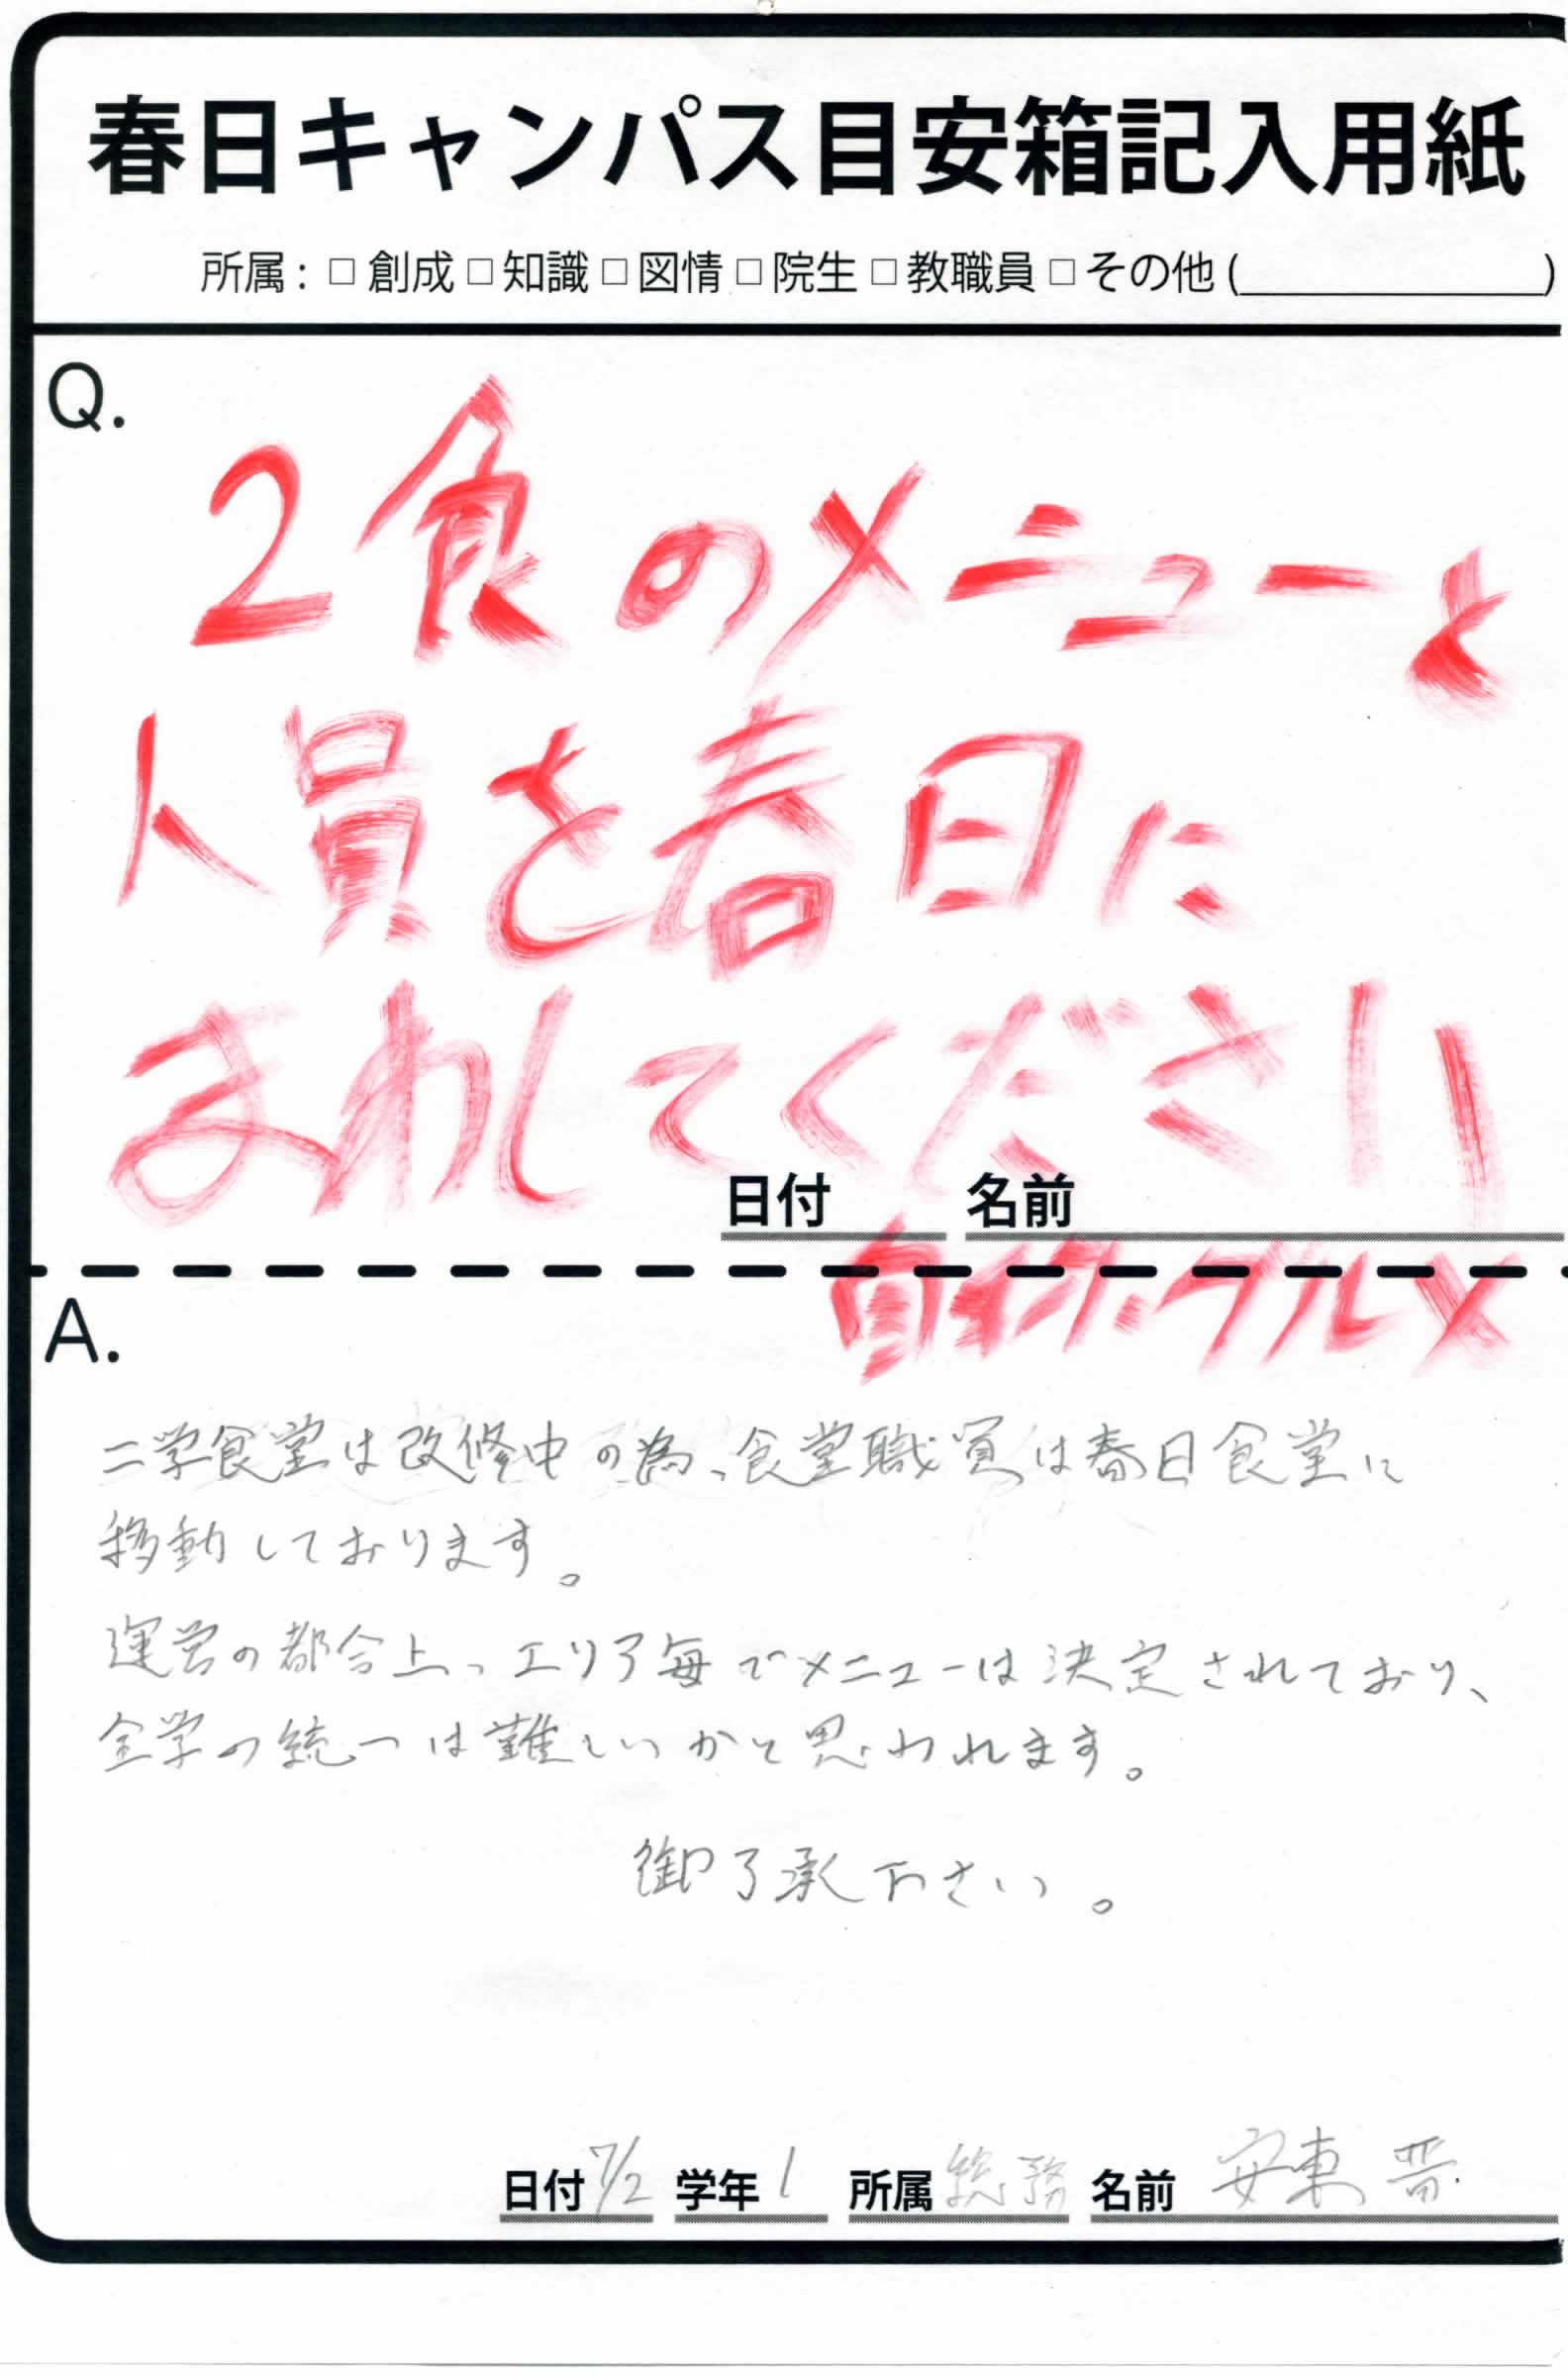 春日キャンパス目安箱記入用紙
所属: □ 創成 □ 知識 □ 図情 □ 院生 □ 教職員 □ その他 (                )
Q.
2食のメニューと
人員を春日に
まわしてください
日付 名前
グルメ
A.
二学食堂は改修中の為、食堂職員は春日食堂に
移動しております。
運営の都合上、エリア毎でメニューは決定されており、
全学の統一は難しいかと思われます。
御了承下さい。
日付 7/2 学年 1 所属 総務 名前 安東 晋